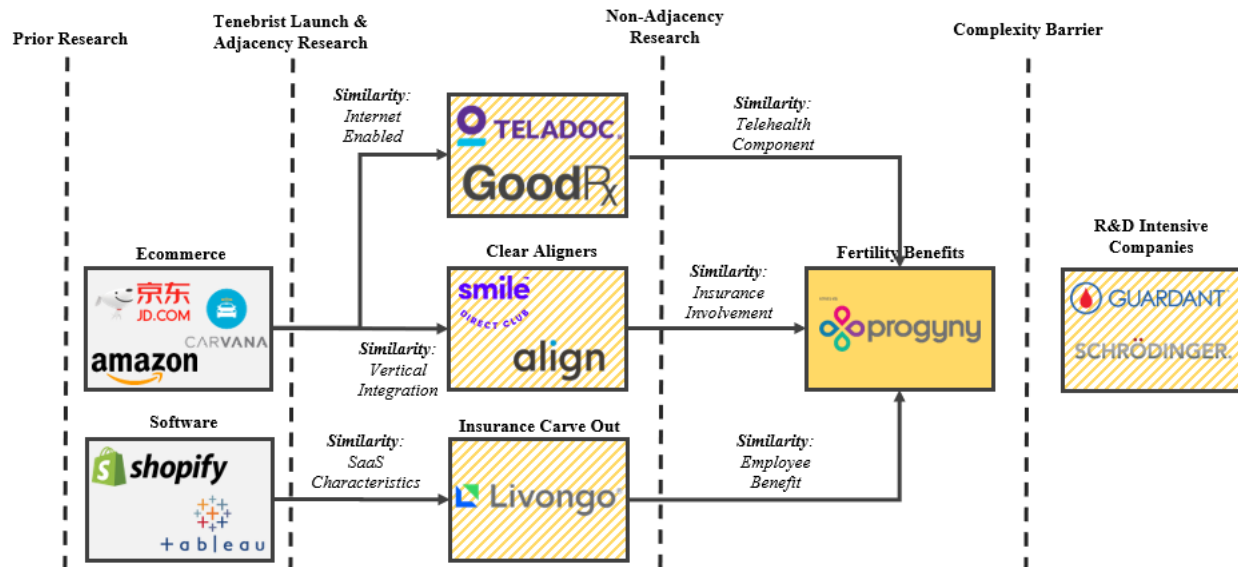 Prior Research
Tenebrist Launch &
Adjacency Research
Non-Adjacency
Research
Complexity Barrier
Similarity:
Internet
Enabled
TELADOC
GoodRx
Similarity:
Telehealth
Component
Ecommerce
京东
JD.COM
CARVANA
amazon
Similarity:
Vertical
Integration
Clear Aligners
smile
DIRECT CLUB
align
Similarity:
Insurance
Involvement
Fertility Benefits
progyny
R&D Intensive
Companies
GUARDANT
SCHRÖDINGER.
Software
shopify
+ableau
Similarity:
SaaS
Characteristics
Insurance Carve Out
Livongo
Similarity:
Employee
Benefit